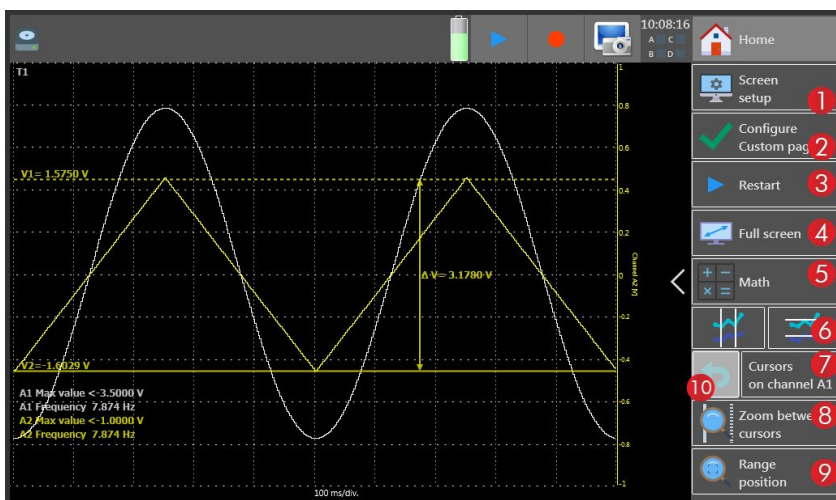 10:08:16
A C
B D
Home
T1
1
0.8
0.4
0.2
0
-0.2
-0.4
-0.6
-0.8
-1
Channel A2 [V]
V1= 1.5750 V
Δ V= 3.1780 V
V2=-1.6029 V
A1 Max value <-3.5000 V
A1 Frequency 7.874 Hz
A2 Max value <-1.0000 V
A2 Frequency 7.874 Hz
100 ms/div.
Screen
setup
1
Configure
Custom pag
2
Restart
3
Full screen
4
Math
5
6
Cursors
on channel A1
7
10
Zoom betwe
cursors
8
Range
position
9